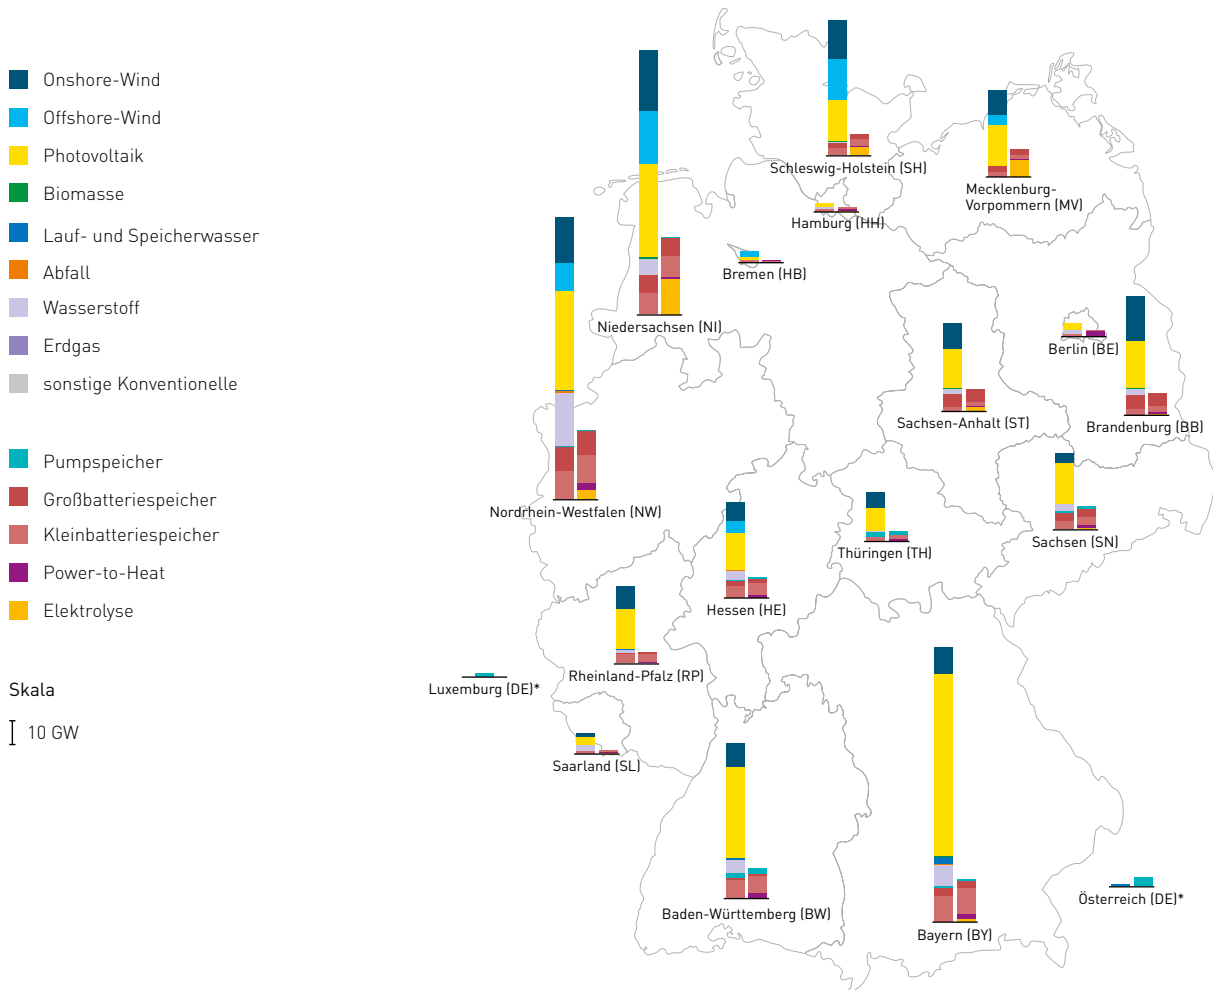 Onshore-Wind
Offshore-Wind
Photovoltaik
Biomasse
Lauf- und Speicherwasser
Abfall
Wasserstoff
Erdgas
sonstige Konventionelle
Pumpspeicher
Großbatteriespeicher
Kleinbatteriespeicher
Power-to-Heat
Elektrolyse
Skala
10 GW
Schleswig-Holstein (SH)
Mecklenburg-
Vorpommern (MV)
Hamburg (HH)
Bremen (HB)
Niedersachsen (NI)
Berlin (BE)
Sachsen-Anhalt (ST)
Brandenburg (BB)
Nordrhein-Westfalen (NW)
Sachsen (SN)
Thüringen (TH)
Hessen (HE)
Rheinland-Pfalz (RP)
Luxemburg (DE)*
Saarland (SL)
Österreich (DE)*
Baden-Württemberg (BW)
Bayern (BY)